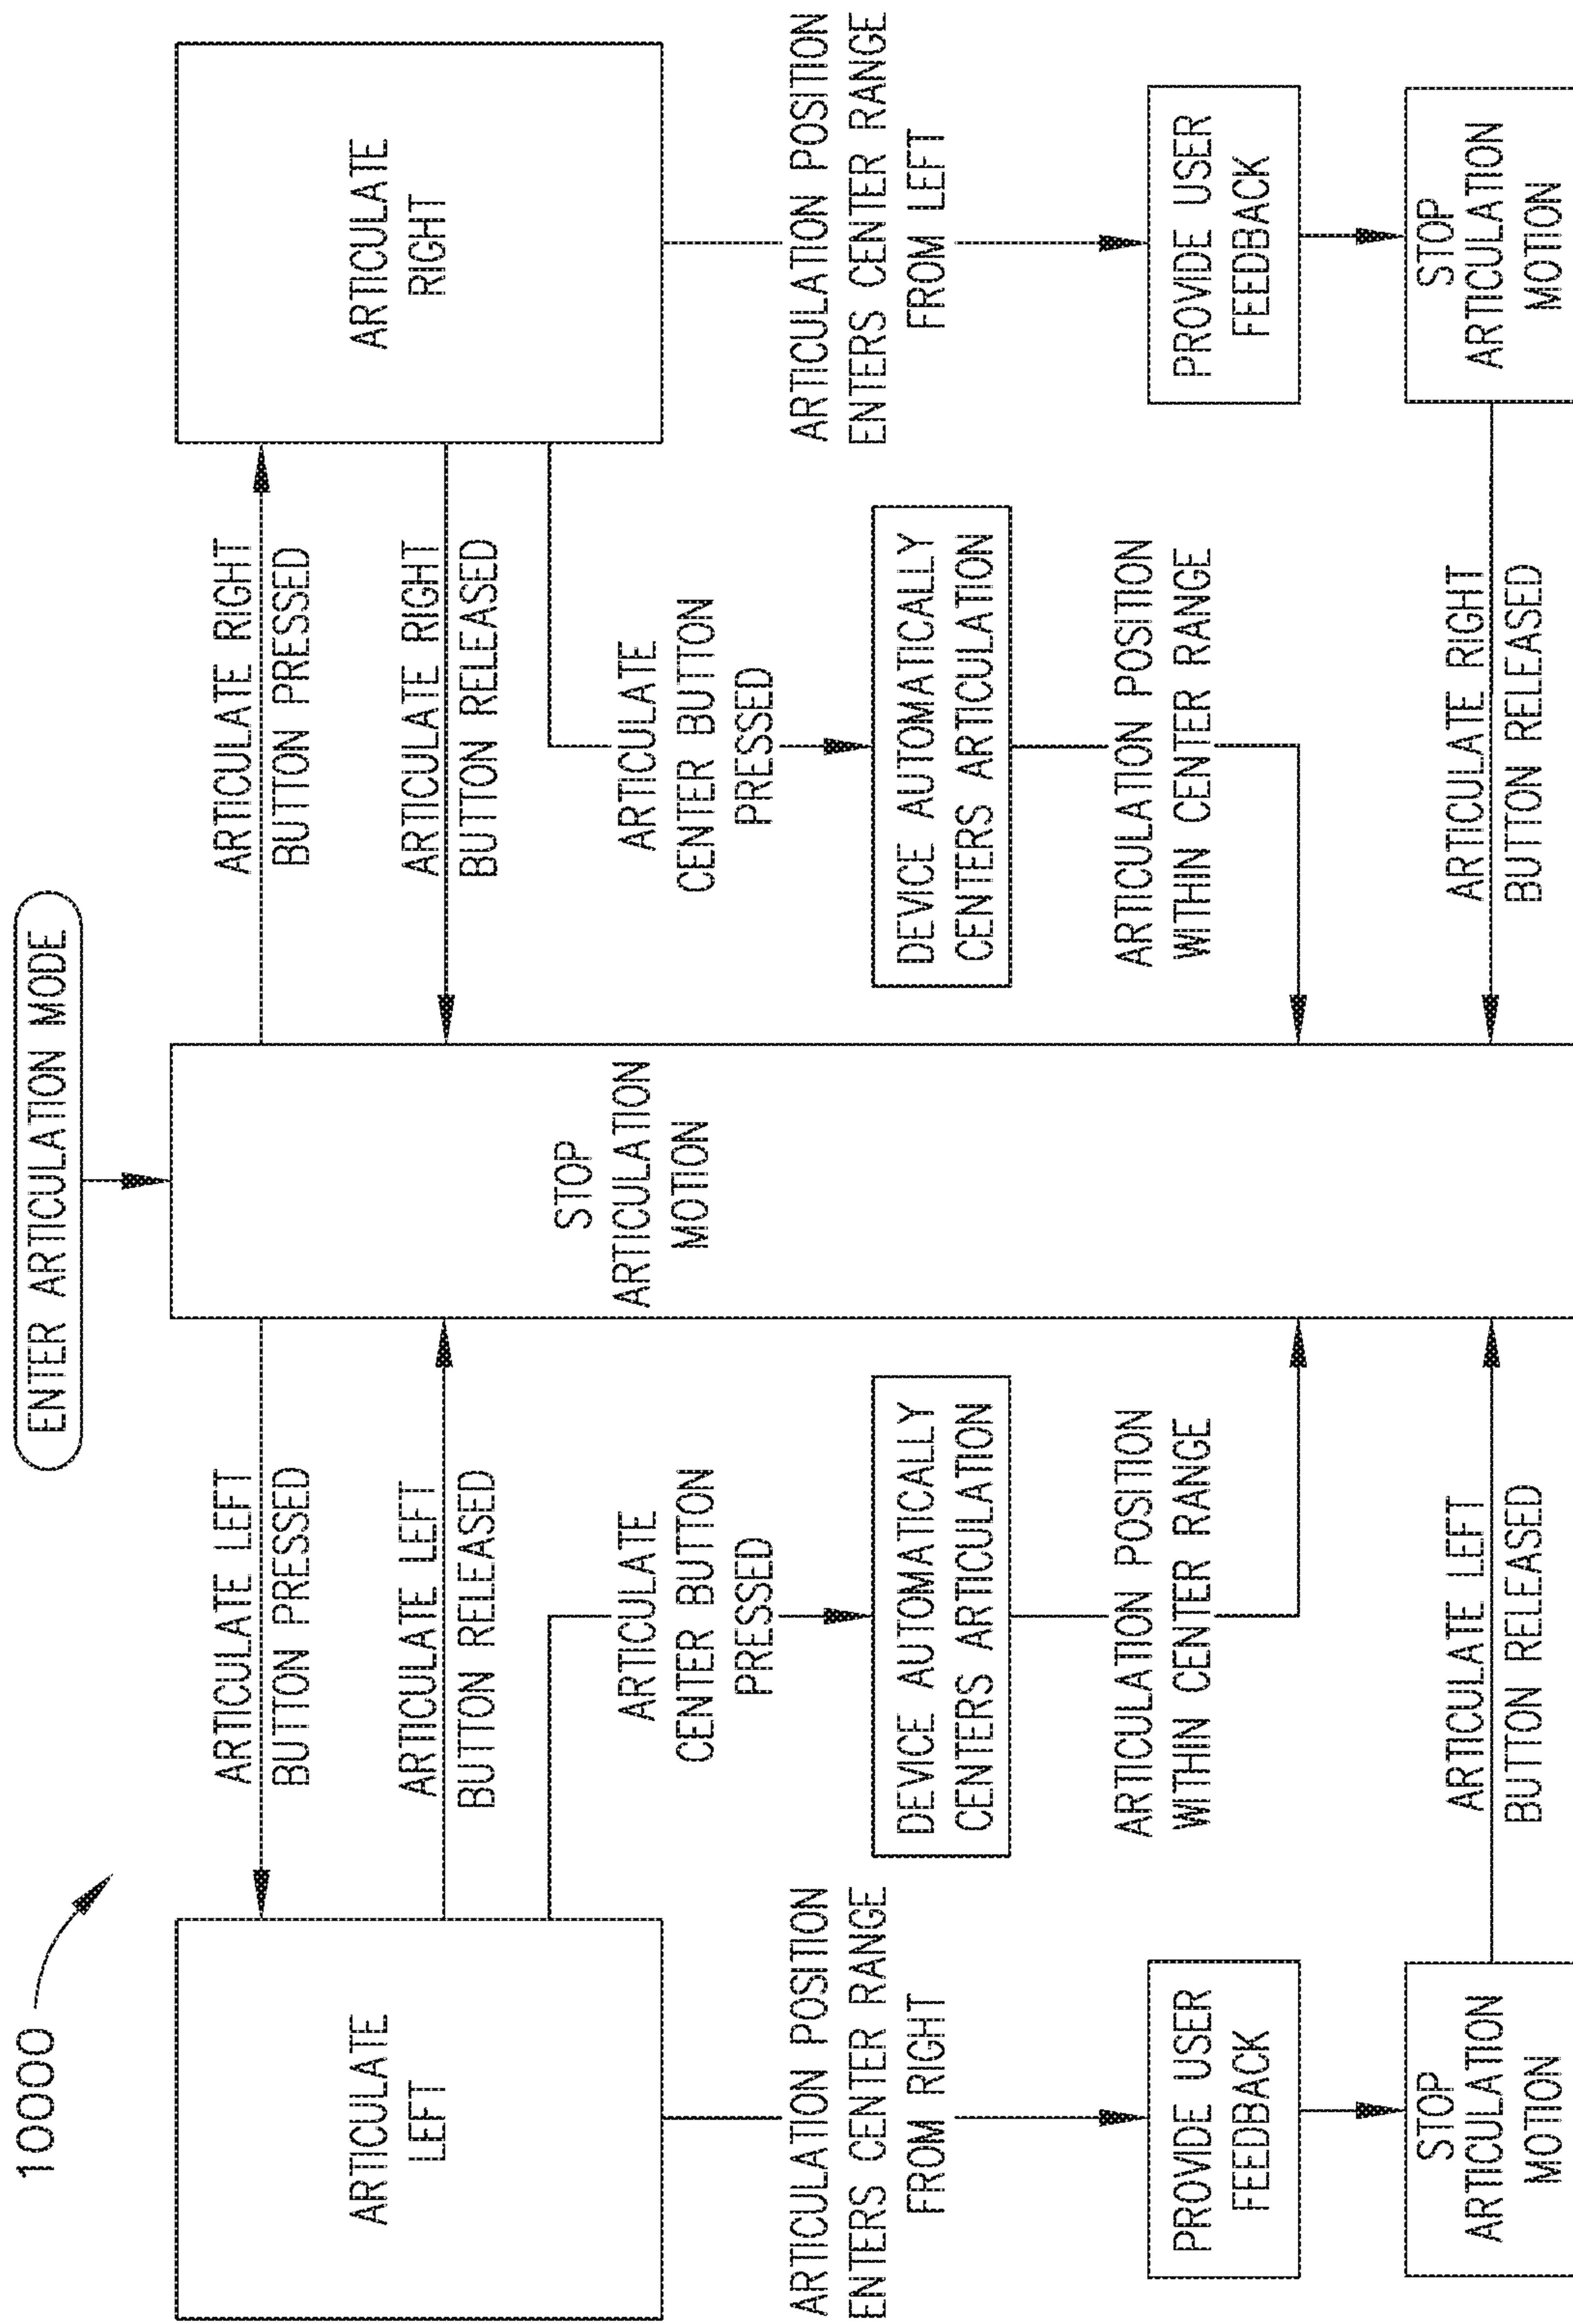 10000
ENTER ARTICULATION MODE
ARTICULATE LEFT
BUTTON PRESSED
ARTICULATE RIGHT
BUTTON PRESSED
ARTICULATE
LEFT
ARTICULATE LEFT
BUTTON RELEASED
STOP
ARTICULATION
MOTION
ARTICULATE RIGHT
BUTTON RELEASED
ARTICULATE
RIGHT
ARTICULATE
CENTER BUTTON
PRESSED
ARTICULATE
CENTER BUTTON
PRESSED
ARTICULATION POSITION
ENTERS CENTER RANGE
FROM RIGHT
DEVICE AUTOMATICALLY
CENTERS ARTICULATION
DEVICE AUTOMATICALLY
CENTERS ARTICULATION
ARTICULATION POSITION
ENTERS CENTER RANGE
FROM LEFT
ARTICULATION POSITION
WITHIN CENTER RANGE
ARTICULATION POSITION
WITHIN CENTER RANGE
PROVIDE USER
FEEDBACK
PROVIDE USER
FEEDBACK
STOP
ARTICULATION
MOTION
ARTICULATE LEFT
BUTTON RELEASED
ARTICULATE RIGHT
BUTTON RELEASED
STOP
ARTICULATION
MOTION